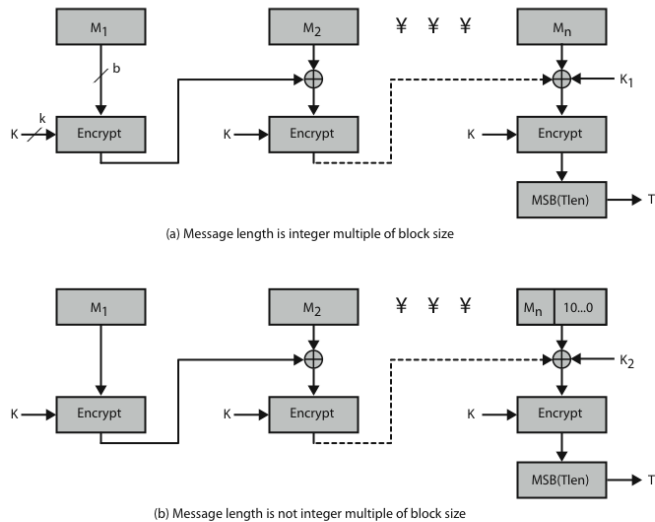 M1 M2 ¥ ¥ ¥ Mn
b
K1
k
K Encrypt K Encrypt K Encrypt
MSB(Tlen) T
(a) Message length is integer multiple of block size
M1 M2 ¥ ¥ ¥ Mn 10...0
K2
K Encrypt K Encrypt K Encrypt
MSB(Tlen) T
(b) Message length is not integer multiple of block size